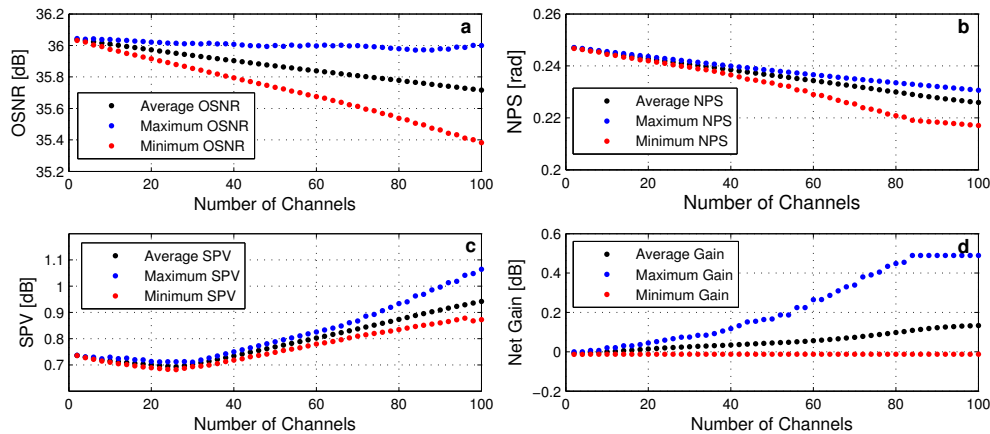 a
36.2
36
35.8
35.6
35.4
35.2
OSNR [dB]
Average OSNR
Maximum OSNR
Minimum OSNR
0 20 40 60 80 100
Number of Channels
b
0.26
0.24
0.22
0.2
NPS [rad]
Average NPS
Maximum NPS
Minimum NPS
0 20 40 60 80 100
Number of Channels
c
1.1
1
0.9
0.8
0.7
SPV [dB]
Average SPV
Maximum SPV
Minimum SPV
0 20 40 60 80 100
Number of Channels
d
0.6
0.4
0.2
0
−0.2
Net Gain [dB]
Average Gain
Maximum Gain
Minimum Gain
0 20 40 60 80 100
Number of Channels